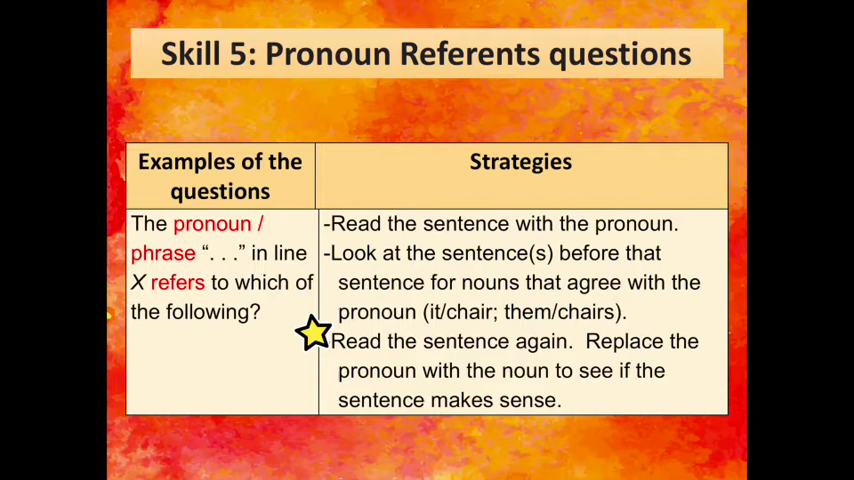 Skill 5: Pronoun Referents questions
Examples of the
questions
Strategies
The pronoun /
phrase “. . .” in line
X refers to which of
the following?
-Read the sentence with the pronoun.
-Look at the sentence(s) before that
sentence for nouns that agree with the
pronoun (it/chair; them/chairs).
Read the sentence again.  Replace the
pronoun with the noun to see if the
sentence makes sense.